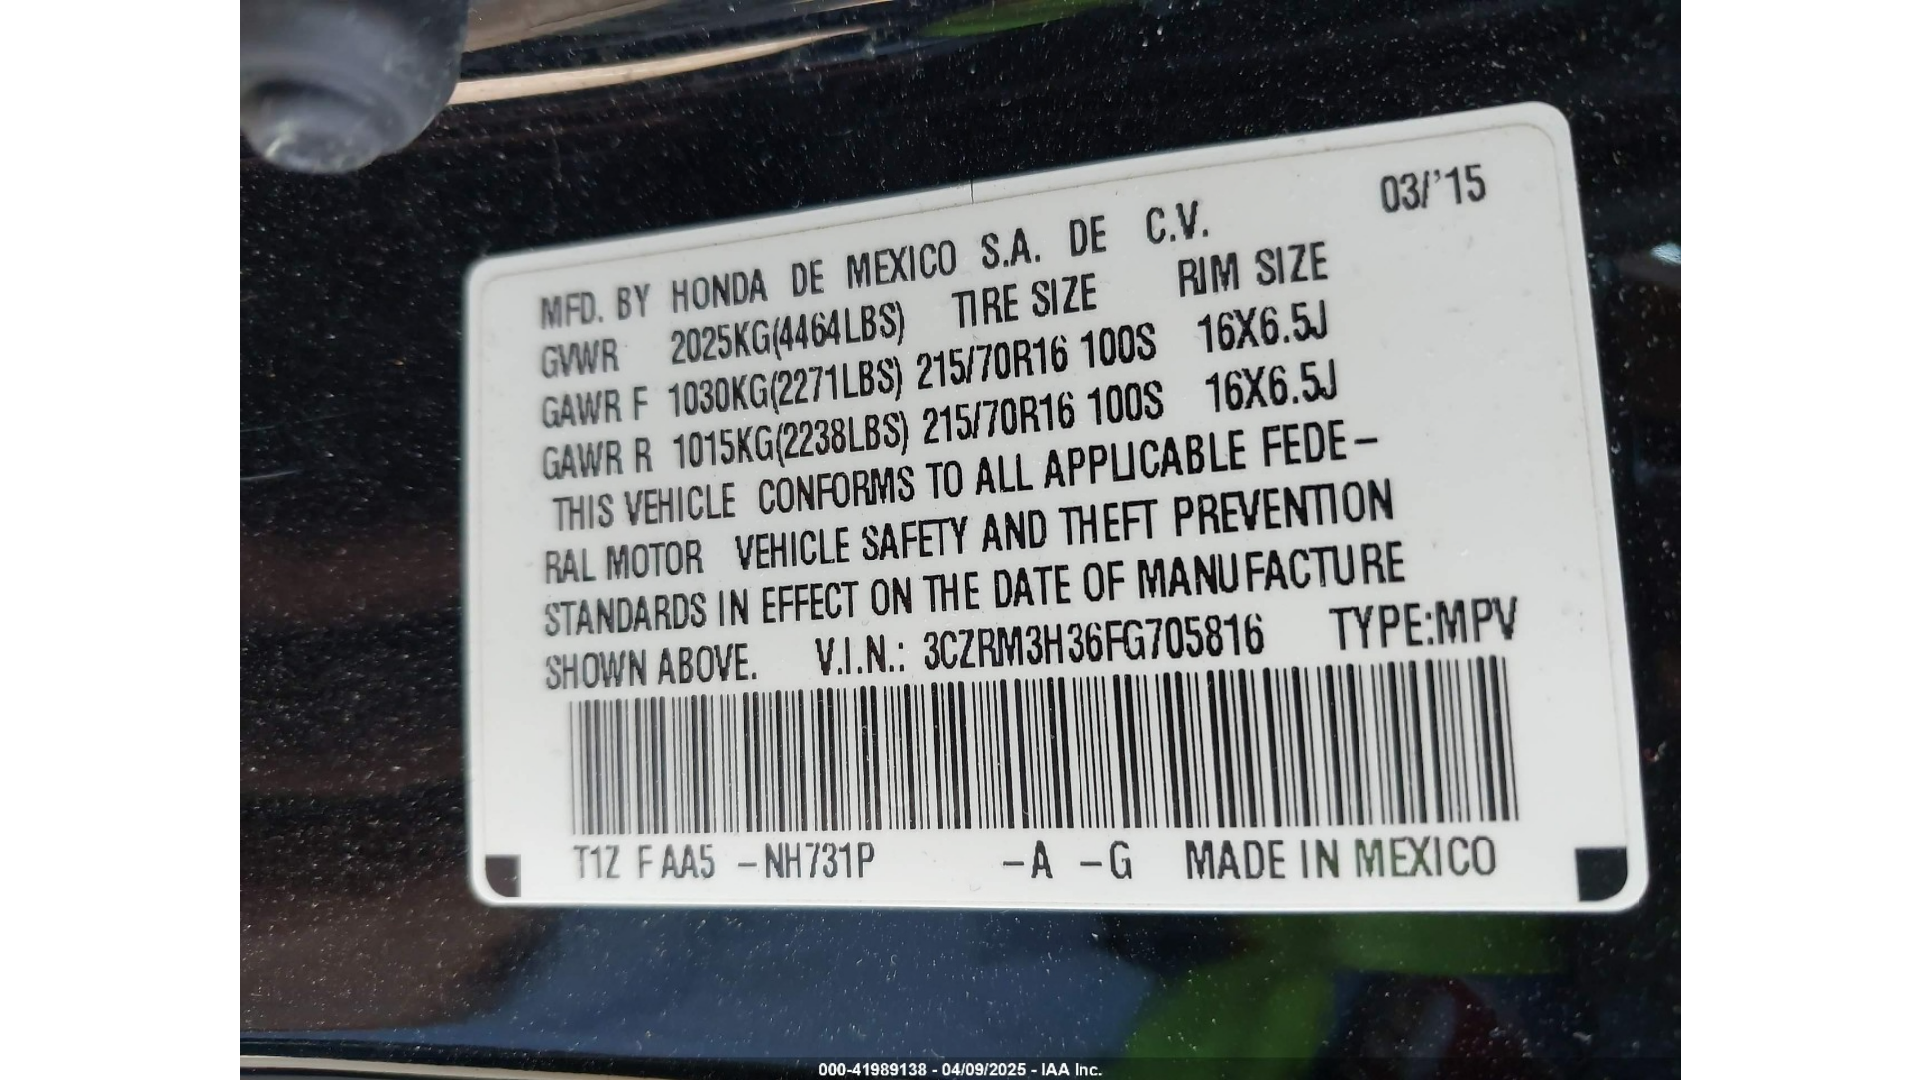 03/'15
MFD. BY HONDA DE MEXICO S.A. DE C.V.
GVWR 2025KG(4464LBS) TIRE SIZE RIM SIZE
GAWR F 1030KG(2271LBS) 215/70R16 100S 16X6.5J
GAWR R 1015KG(2238LBS) 215/70R16 100S 16X6.5J
THIS VEHICLE CONFORMS TO ALL APPLICABLE FEDE-
RAL MOTOR VEHICLE SAFETY AND THEFT PREVENTION
STANDARDS IN EFFECT ON THE DATE OF MANUFACTURE
SHOWN ABOVE. V.I.N.: 3CZRM3H36FG705816 TYPE:MPV
T1Z F AA5 -NH731P -A -G MADE IN MEXICO
000-41989138 - 04/09/2025 - IAA Inc.